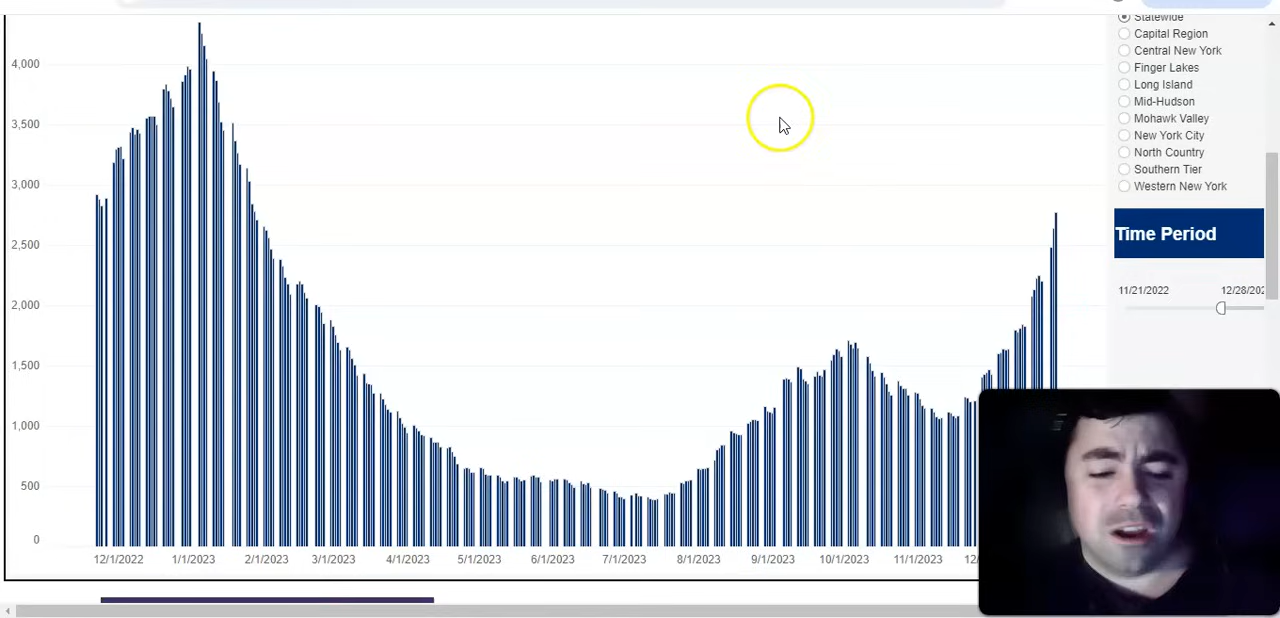 Statewide
4,000
Capital Region
Central New York
Finger Lakes
Long Island
3,500
Mid-Hudson
Mohawk Valley
New York City
North Country
Southern Tier
3,000
Western New York
Time Period
2,500
11/21/2022
2,000
1,500
1,000
500
0
12/1/2022 1/1/2023 2/1/2023 3/1/2023 4/1/2023 5/1/2023 6/1/2023 7/1/2023 8/1/2023 9/1/2023 10/1/2023 11/1/2023